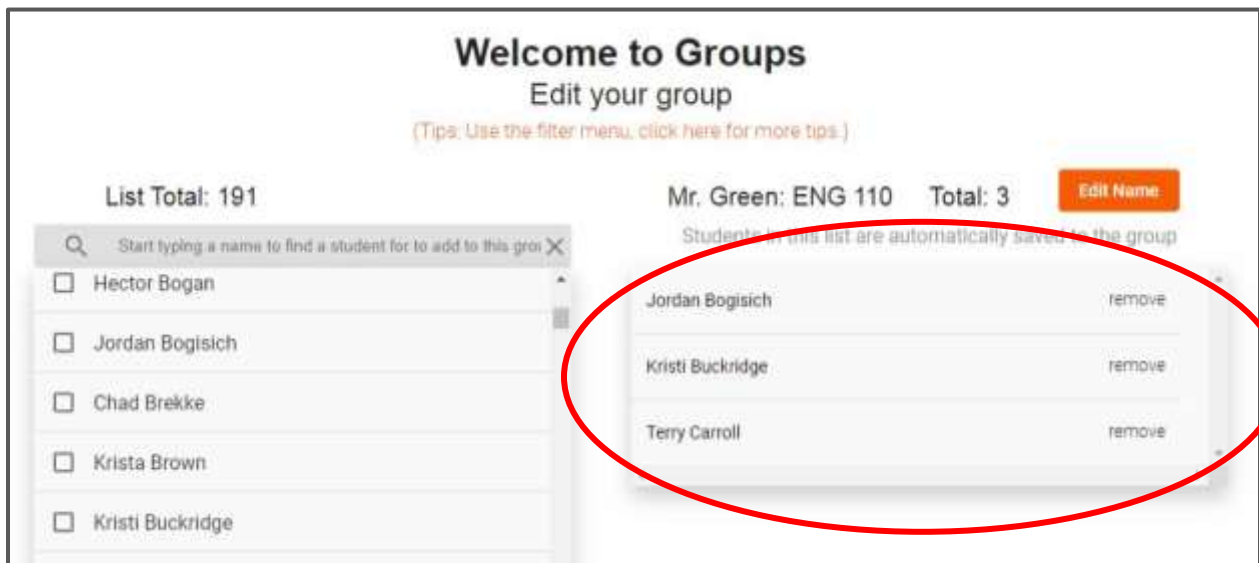 Welcome to Groups
Edit your group
(Tips: Use the filter menu, click here for more tips.)
List Total: 191
Start typing a name to find a student for to add to this grou
Hector Bogan
Jordan Bogisich
Chad Brekke
Krista Brown
Kristi Buckridge
Mr. Green: ENG 110 Total: 3 Edit Name
Students in this list are automatically saved to the group
Jordan Bogisich remove
Kristi Buckridge remove
Terry Carroll remove